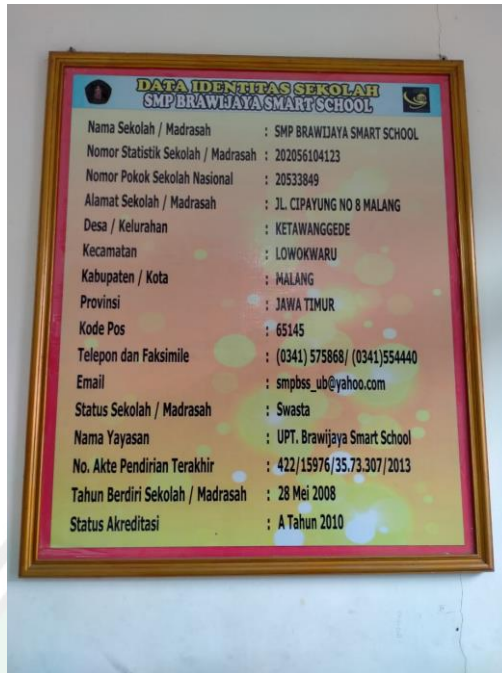 DATA IDENTITAS SEKOLAH
SMP BRAWIJAYA SMART SCHOOL
Nama Sekolah / Madrasah : SMP BRAWIJAYA SMART SCHOOL
Nomor Statistik Sekolah / Madrasah : 202056104123
Nomor Pokok Sekolah Nasional : 20533849
Alamat Sekolah / Madrasah : JL. CIPAYUNG NO 8 MALANG
Desa / Kelurahan : KETAWANGGEDE
Kecamatan : LOWOKWARU
Kabupaten / Kota : MALANG
Provinsi : JAWA TIMUR
Kode Pos : 65145
Telepon dan Faksimile : (0341) 575868/ (0341)554440
Email : smpbss_ub@yahoo.com
Status Sekolah / Madrasah : Swasta
Nama Yayasan : UPT. Brawijaya Smart School
No. Akte Pendirian Terakhir : 422/15976/35.73.307/2013
Tahun Berdiri Sekolah / Madrasah : 28 Mei 2008
Status Akreditasi : A Tahun 2010